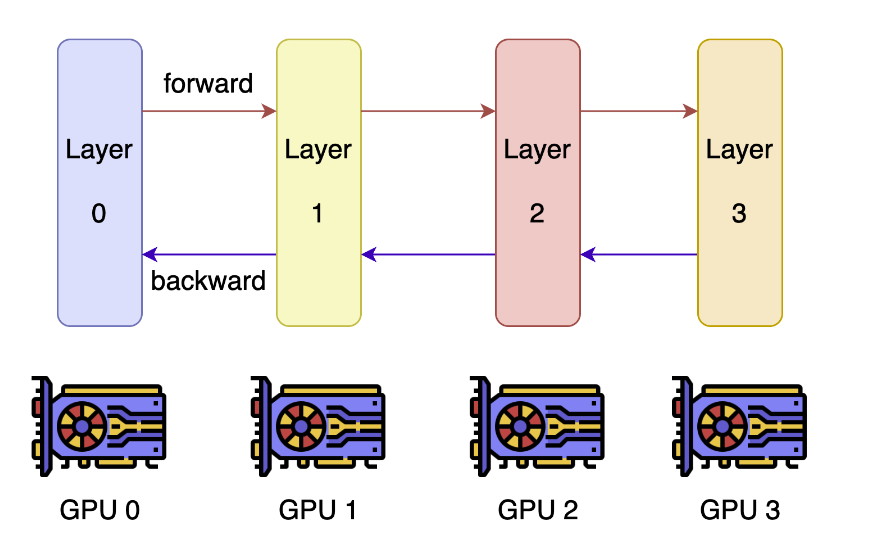 forward
Layer
0
Layer
1
Layer
2
Layer
3
backward
GPU 0
GPU 1
GPU 2
GPU 3